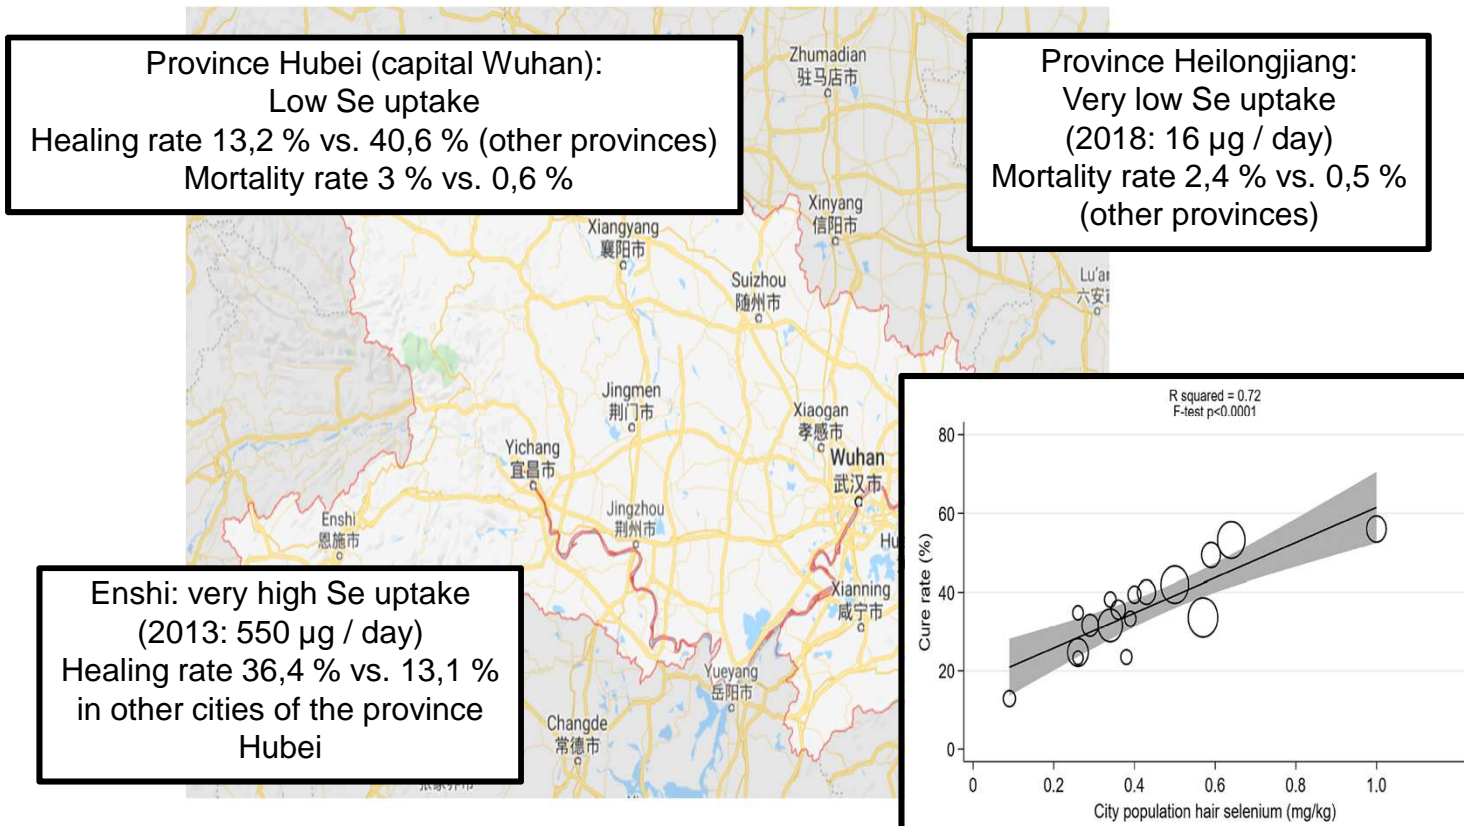 Province Hubei (capital Wuhan):
Low Se uptake
Healing rate 13,2 % vs. 40,6 % (other provinces)
Mortality rate 3 % vs. 0,6 %
Province Heilongjiang:
Very low Se uptake
(2018: 16 µg / day)
Mortality rate 2,4 % vs. 0,5 %
(other provinces)
Zhumadian
驻马店市
Xinyang
信阳市
Xiangyang
襄阳市
Suizhou
随州市
Lu'an
六安市
Jingmen
荆门市
Xiaogan
孝感市
Yichang
宜昌市
Wuhan
武汉市
Jingzhou
荆州市
Enshi
恩施市
Hu
Xianning
咸宁市
Yueyang
岳阳市
Changde
常德市
Enshi: very high Se uptake
(2013: 550 µg / day)
Healing rate 36,4 % vs. 13,1 %
in other cities of the province
Hubei
R squared = 0.72
F-test p<0.0001
Cure rate (%)
80
60
40
20
0
0 0.2 0.4 0.6 0.8 1.0
City population hair selenium (mg/kg)